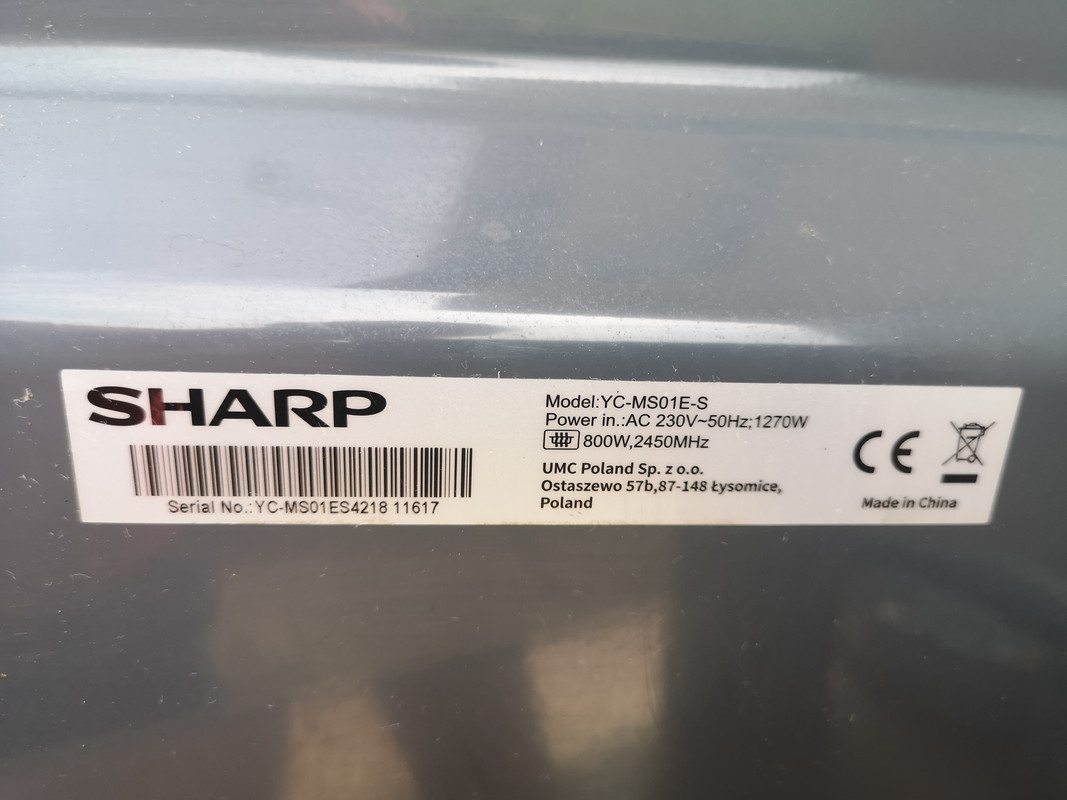 SHARP
Serial No.:YC-MS01ES4218 11617
Model:YC-MS01E-S
Power in.:AC 230V~50Hz;1270W
800W,2450MHz
UMC Poland Sp. z o.o.
Ostaszewo 57b,87-148 Łysomice,
Poland
CE
Made in China